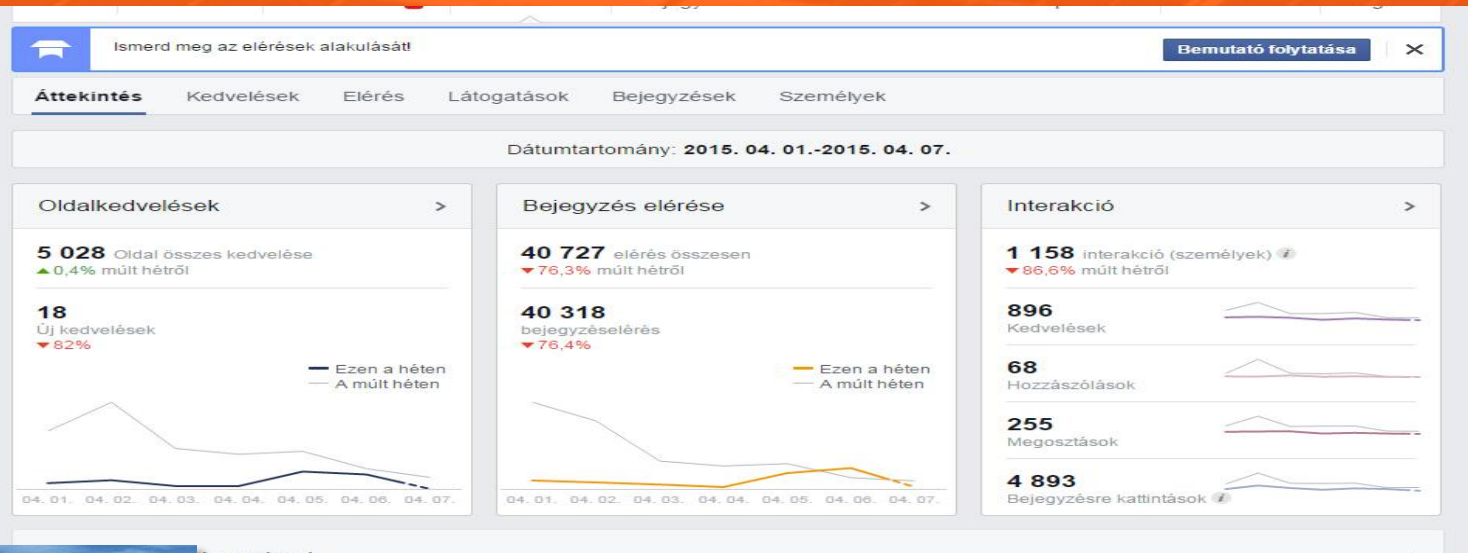 Ismerd meg az elérések alakulását!
Bemutató folytatása
Áttekintés Kedvelések Elérés Látogatások Bejegyzések Személyek
Dátumtartomány: 2015. 04. 01.-2015. 04. 07.
Oldalkedvelések >
5 028 Oldal összes kedvelése
0,4% múlt hétről
18
Új kedvelések
82%
Ezen a héten
A múlt héten
04. 01. 04. 02. 04. 03. 04. 04. 04. 05. 04. 06. 04. 07.
Bejegyzés elérése >
40 727 elérés összesen
76,3% múlt hétről
40 318
bejegyzéselérés
76,4%
Ezen a héten
A múlt héten
04. 01. 04. 02. 04. 03. 04. 04. 04. 05. 04. 06. 04. 07.
Interakció >
1 158 interakció (személyek) i
86,6% múlt hétről
896
Kedvelések
68
Hozzászólások
255
Megosztások
4 893
Bejegyzésre kattintások i